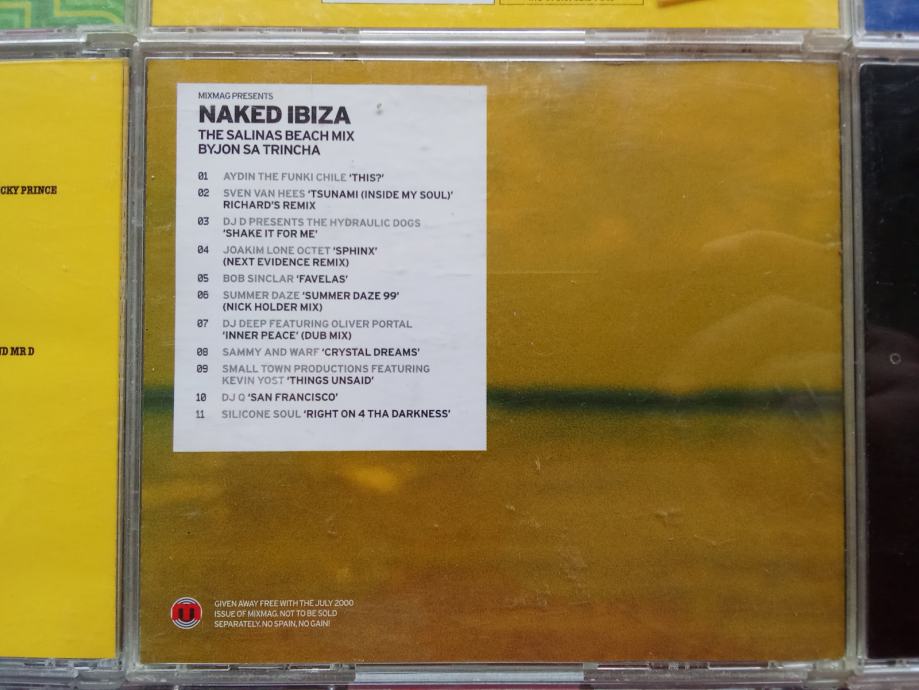 MIXMAG PRESENTS
NAKED IBIZA
THE SALINAS BEACH MIX
BYJON SA TRINCHA
01 AYDIN THE FUNKI CHILE 'THIS?'
02 SVEN VAN HEES 'TSUNAMI (INSIDE MY SOUL)'
RICHARD'S REMIX
03 DJ D PRESENTS THE HYDRAULIC DOGS
'SHAKE IT FOR ME'
04 JOAKIM LONE OCTET 'SPHINX'
(NEXT EVIDENCE REMIX)
05 BOB SINCLAR 'FAVELAS'
06 SUMMER DAZE 'SUMMER DAZE 99'
(NICK HOLDER MIX)
07 DJ DEEP FEATURING OLIVER PORTAL
'INNER PEACE' (DUB MIX)
08 SAMMY AND WARF 'CRYSTAL DREAMS'
09 SMALL TOWN PRODUCTIONS FEATURING
KEVIN YOST 'THINGS UNSAID'
10 DJ Q 'SAN FRANCISCO'
11 SILICONE SOUL 'RIGHT ON 4 THA DARKNESS'
U
GIVEN AWAY FREE WITH THE JULY 2000
ISSUE OF MIXMAG. NOT TO BE SOLD
SEPARATELY. NO SPAIN, NO GAIN!
CKY PRINCE
ND MR D